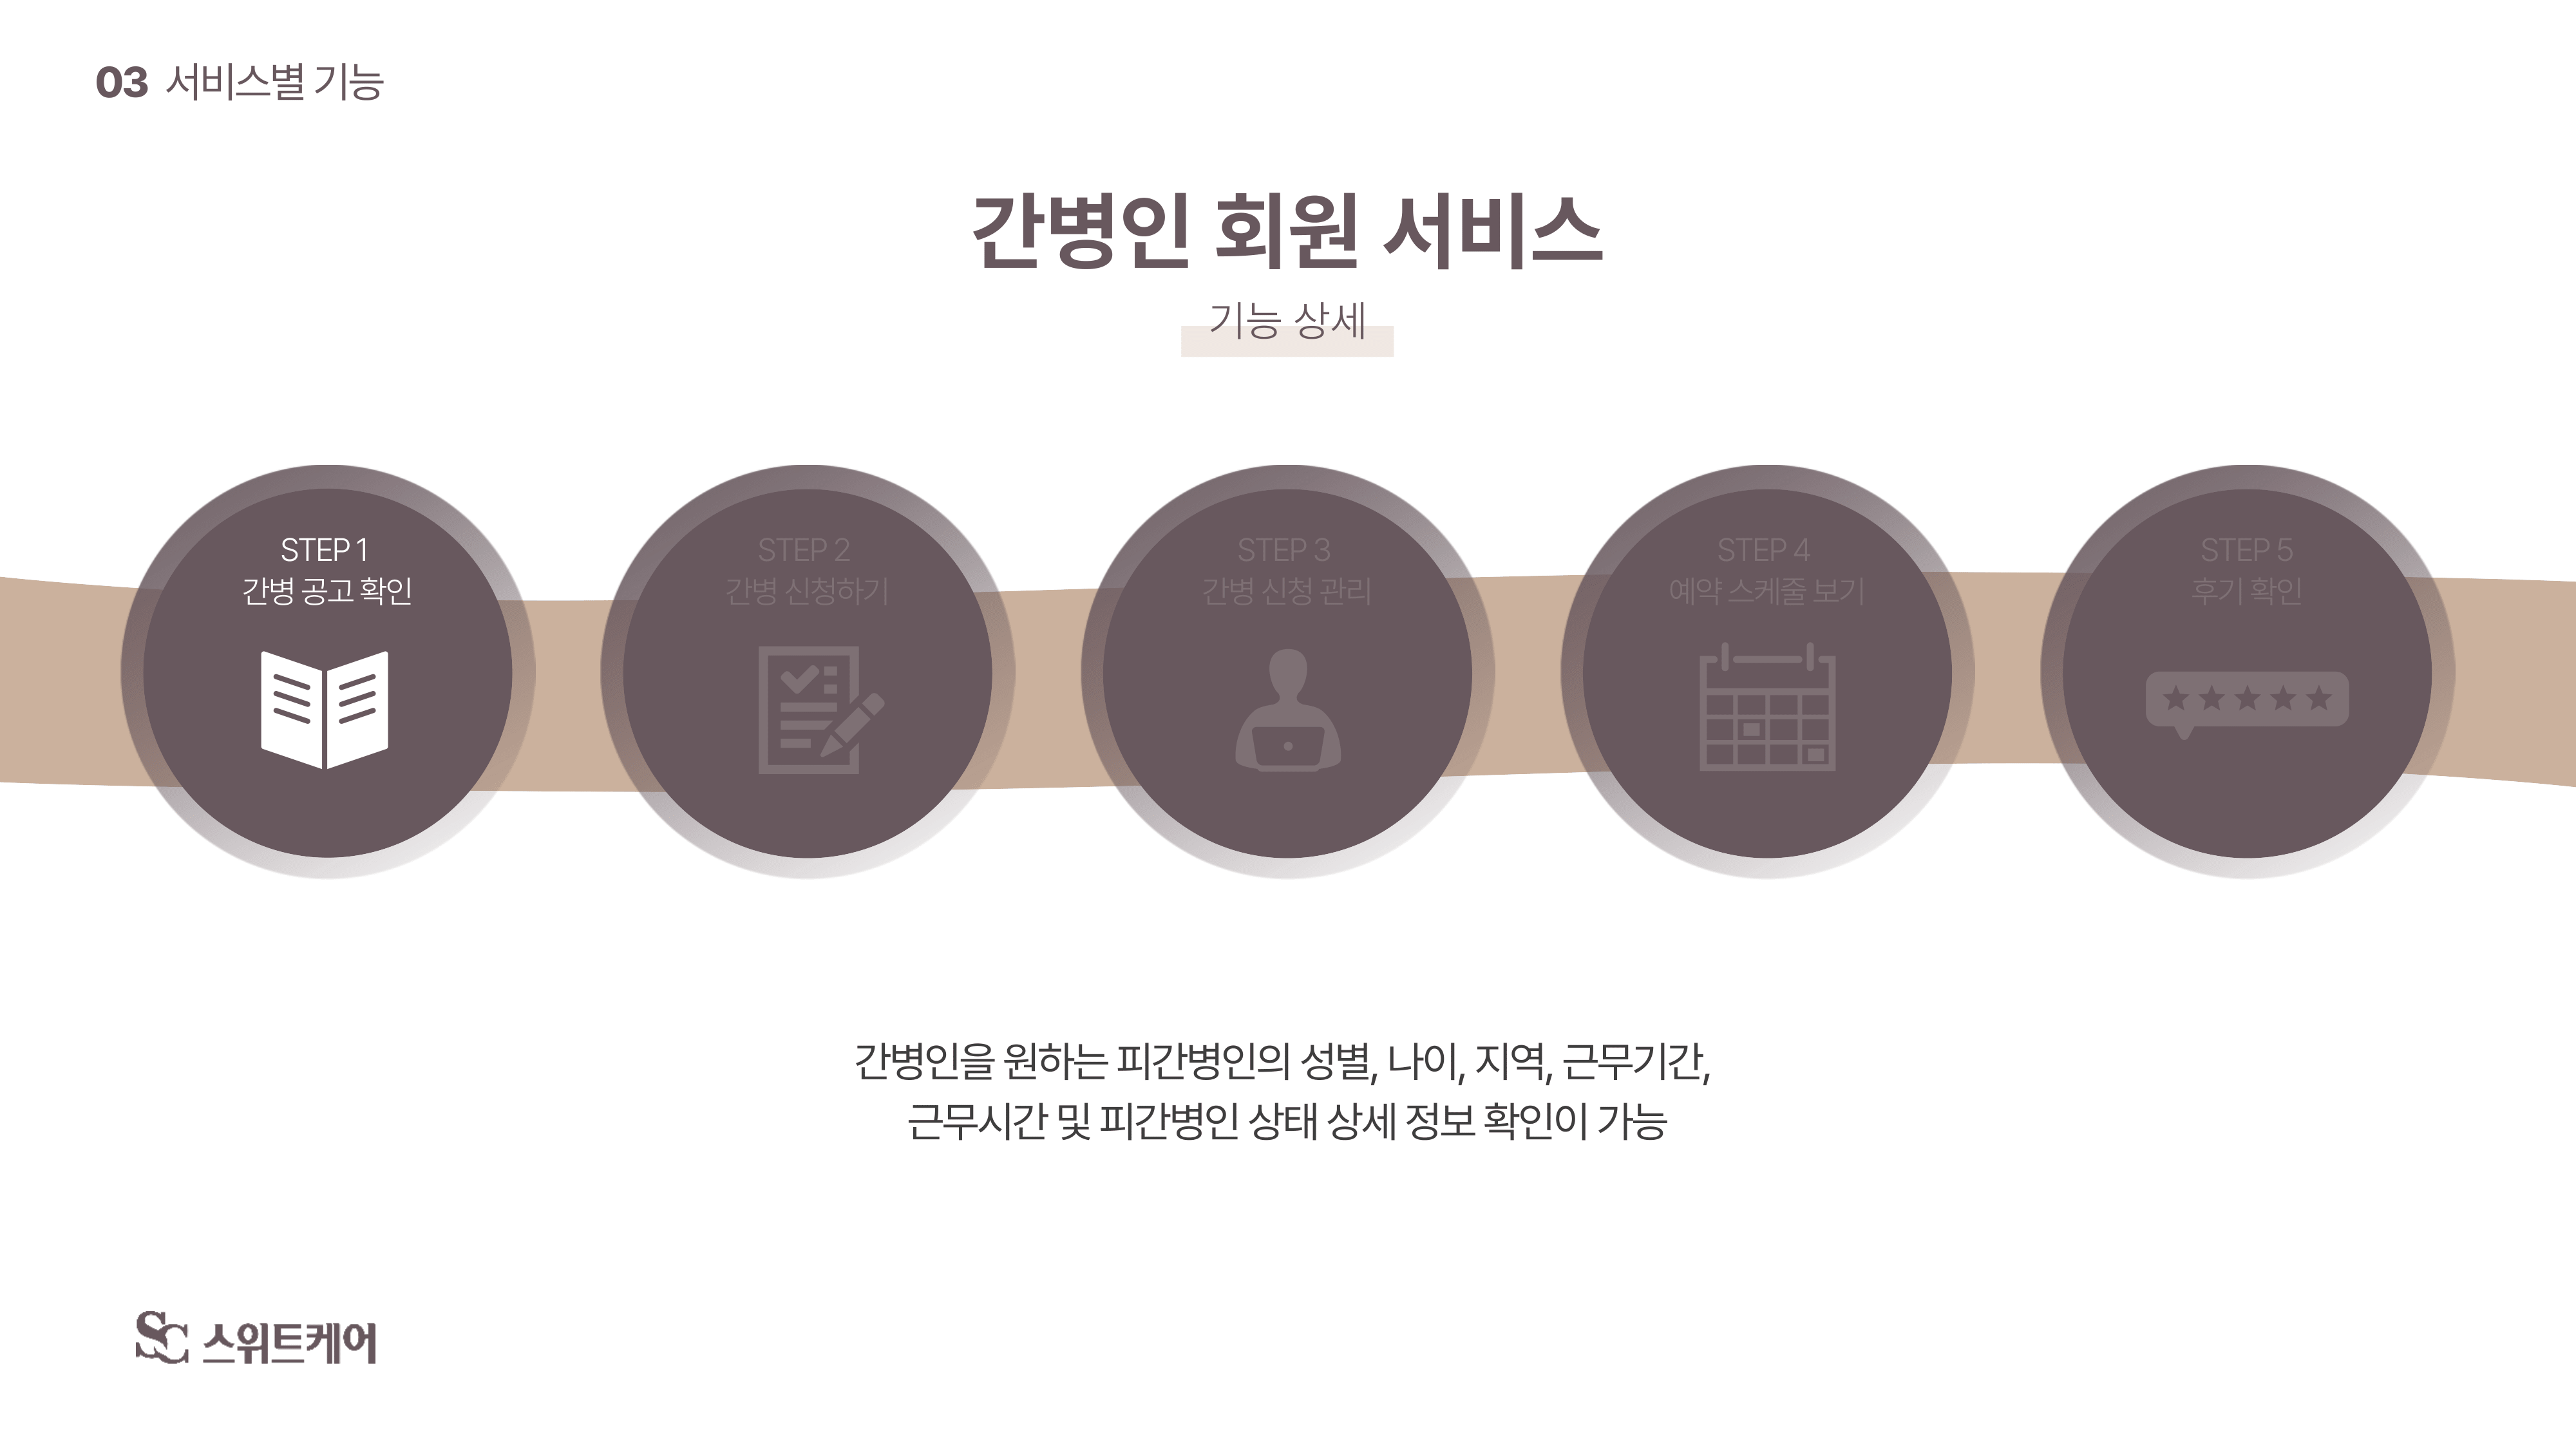 03 서비스별 기능
간병인 회원 서비스
기능 상세
STEP 1
간병 공고 확인
STEP 2
간병 신청하기
STEP 3
간병 신청 관리
STEP 4
예약 스케줄 보기
STEP 5
후기 확인
간병인을 원하는 피간병인의 성별, 나이, 지역, 근무기간,
근무시간 및 피간병인 상태 상세 정보 확인이 가능
SC 스위트케어